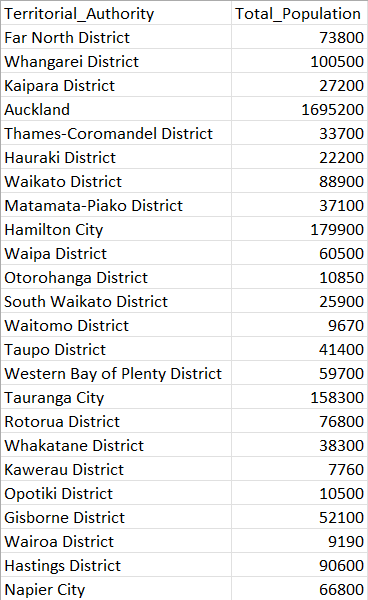 Territorial_Authority Total_Population
Far North District 73800
Whangarei District 100500
Kaipara District 27200
Auckland 1695200
Thames-Coromandel District 33700
Hauraki District 22200
Waikato District 88900
Matamata-Piako District 37100
Hamilton City 179900
Waipa District 60500
Otorohanga District 10850
South Waikato District 25900
Waitomo District 9670
Taupo District 41400
Western Bay of Plenty District 59700
Tauranga City 158300
Rotorua District 76800
Whakatane District 38300
Kawerau District 7760
Opotiki District 10500
Gisborne District 52100
Wairoa District 9190
Hastings District 90600
Napier City 66800